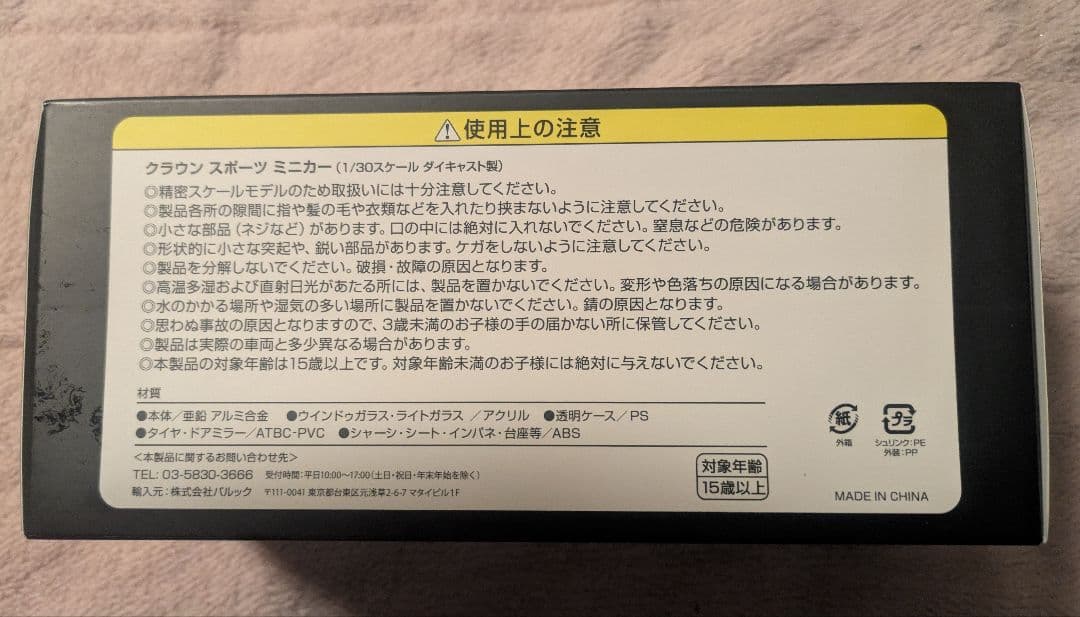 ⚠使用上の注意
クラウン スポーツ ミニカー（1/30スケール ダイキャスト製）
◎精密スケールモデルのため取扱いには十分注意してください。
◎製品各所の隙間に指や髪の毛や衣類などを入れたり挟まないように注意してください。
◎小さな部品（ネジなど）があります。口の中には絶対に入れないでください。窒息などの危険があります。
◎形状的に小さな突起や、鋭い部品があります。ケガをしないように注意してください。
◎製品を分解しないでください。破損・故障の原因となります。
◎高温多湿および直射日光があたる所には、製品を置かないでください。変形や色落ちの原因になる場合があります。
◎水のかかる場所や湿気の多い場所に製品を置かないでください。錆の原因となります。
◎思わぬ事故の原因となりますので、3歳未満のお子様の手の届かない所に保管してください。
◎製品は実際の車両と多少異なる場合があります。
◎本製品の対象年齢は15歳以上です。対象年齢未満のお子様には絶対に与えないでください。
材質
●本体／亜鉛 アルミ合金 ●ウインドゥガラス・ライトガラス ／アクリル ●透明ケース／PS
●タイヤ・ドアミラー／ATBC-PVC ●シャーシ・シート・インパネ・台座等／ABS
＜本製品に関するお問い合わせ先＞
TEL: 03-5830-3666 受付時間：平日10:00～17:00（土日・祝日・年末年始を除く）
輸入元：株式会社バルック 〒111-0041 東京都台東区元浅草2-6-7 マタイビル1F
対象年齢
15歳以上
紙
外箱
プラ
シュリンク：PE
外装：PP
MADE IN CHINA